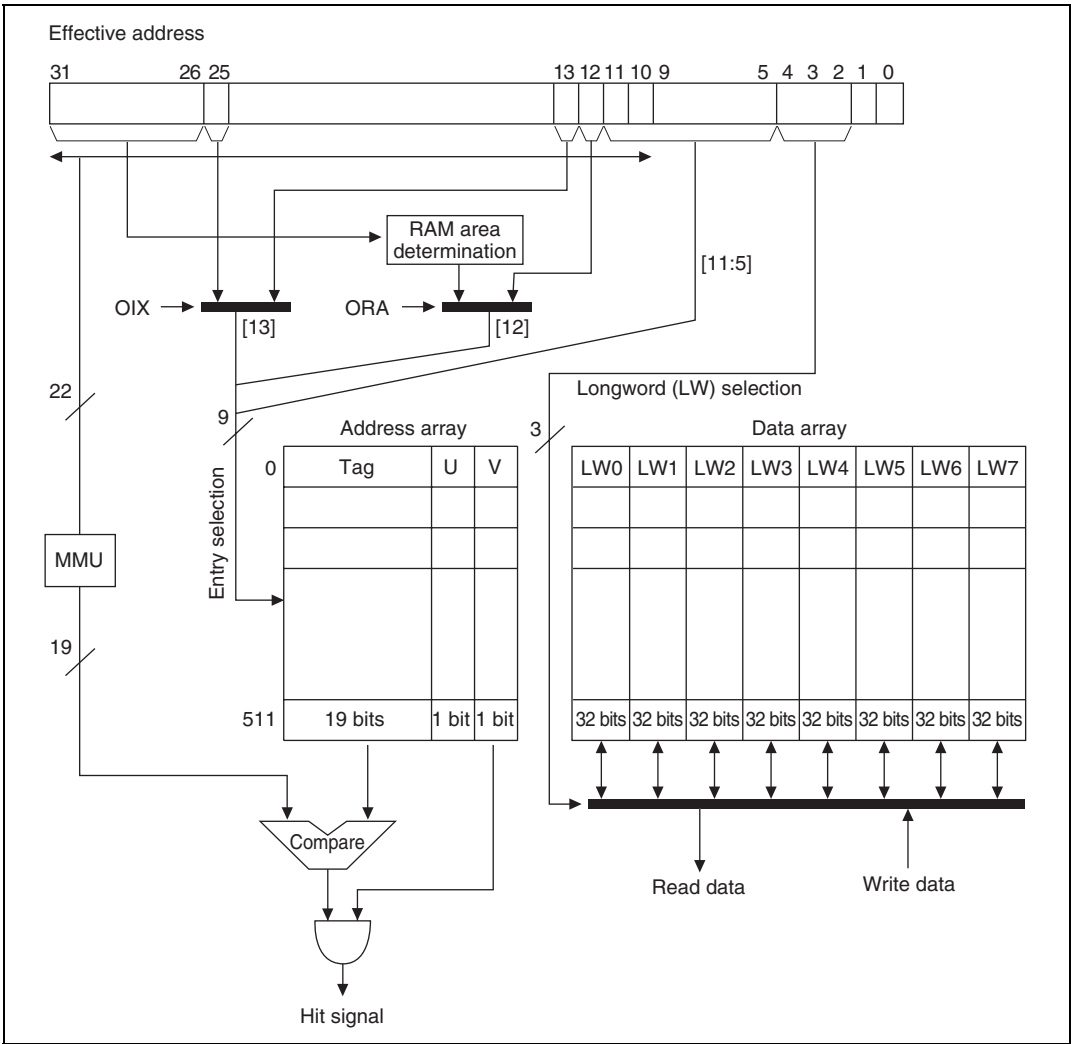 Effective address
31 26 25 13 12 11 10 9 5 4 3 2 1 0
RAM area
determination
[11:5]
OIX
ORA
[13]
[12]
22
Longword (LW) selection
9
Address array
3
Data array
Entry selection
0 Tag U V
LW0 LW1 LW2 LW3 LW4 LW5 LW6 LW7
MMU
19
511 19 bits 1 bit 1 bit
32 bits 32 bits 32 bits 32 bits 32 bits 32 bits 32 bits 32 bits
Compare
Read data
Write data
Hit signal